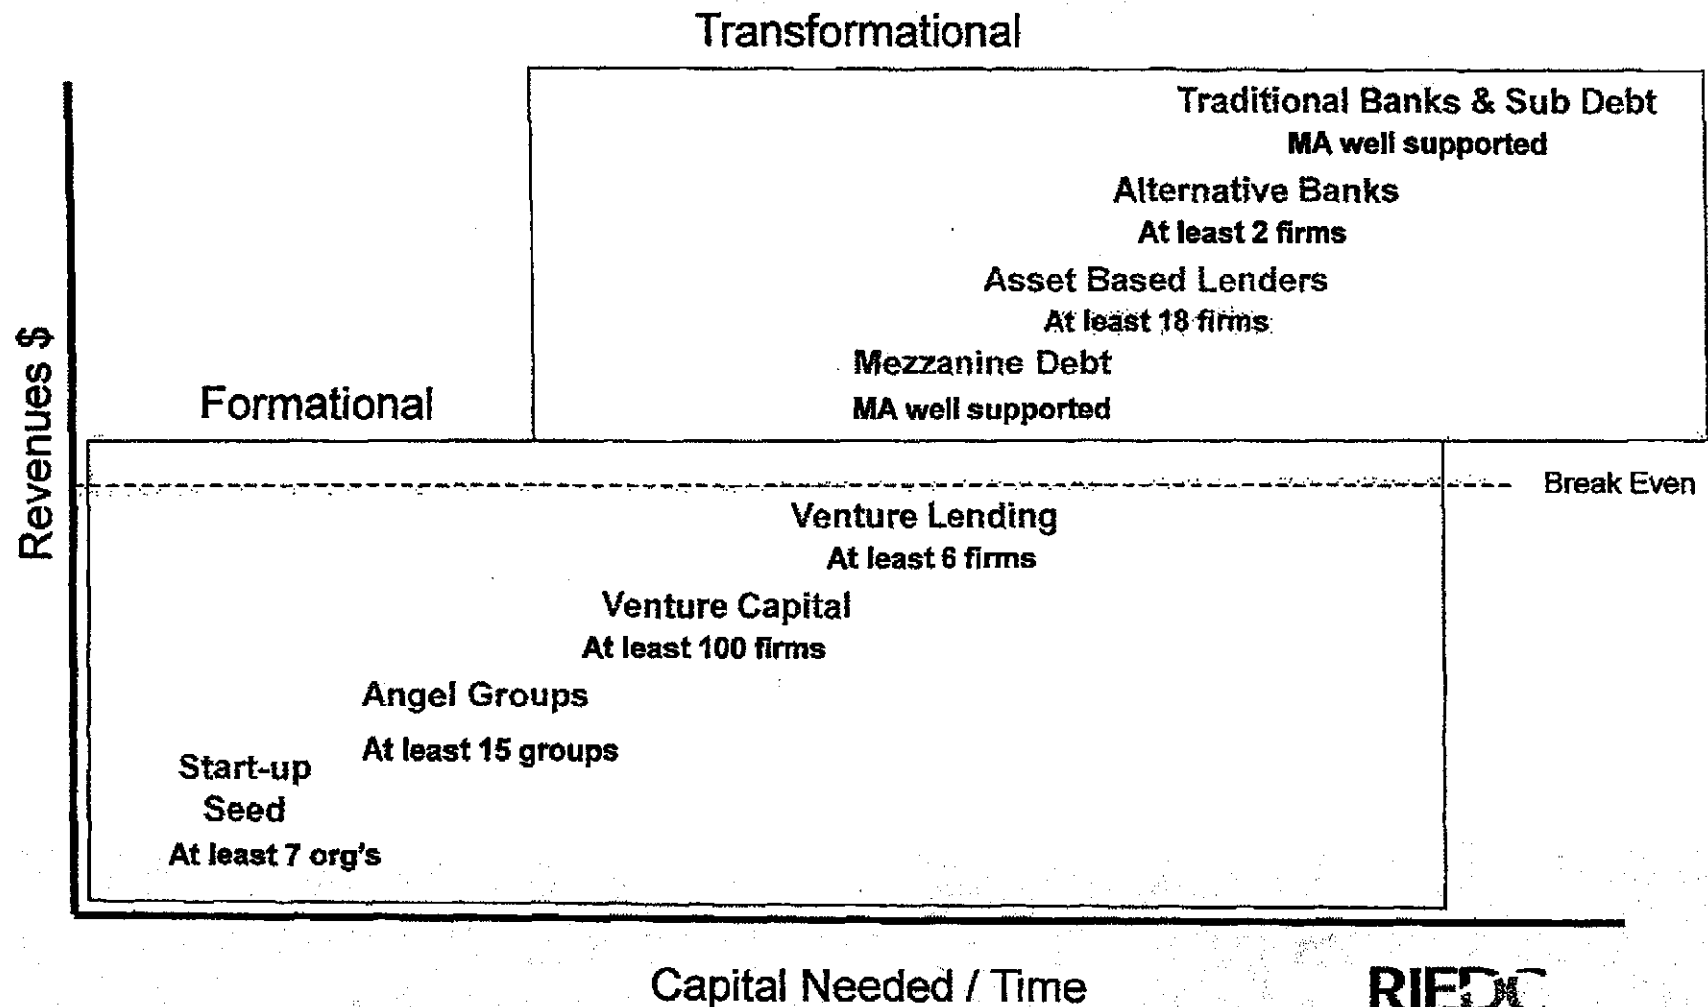 Transformational
Traditional Banks & Sub Debt
MA well supported
Alternative Banks
At least 2 firms
Asset Based Lenders
At least 18 firms
Mezzanine Debt
MA well supported
Formational
Revenues $
Break Even
Venture Lending
At least 6 firms
Venture Capital
At least 100 firms
Angel Groups
At least 15 groups
Start-up
Seed
At least 7 org's
Capital Needed / Time
RIEDC